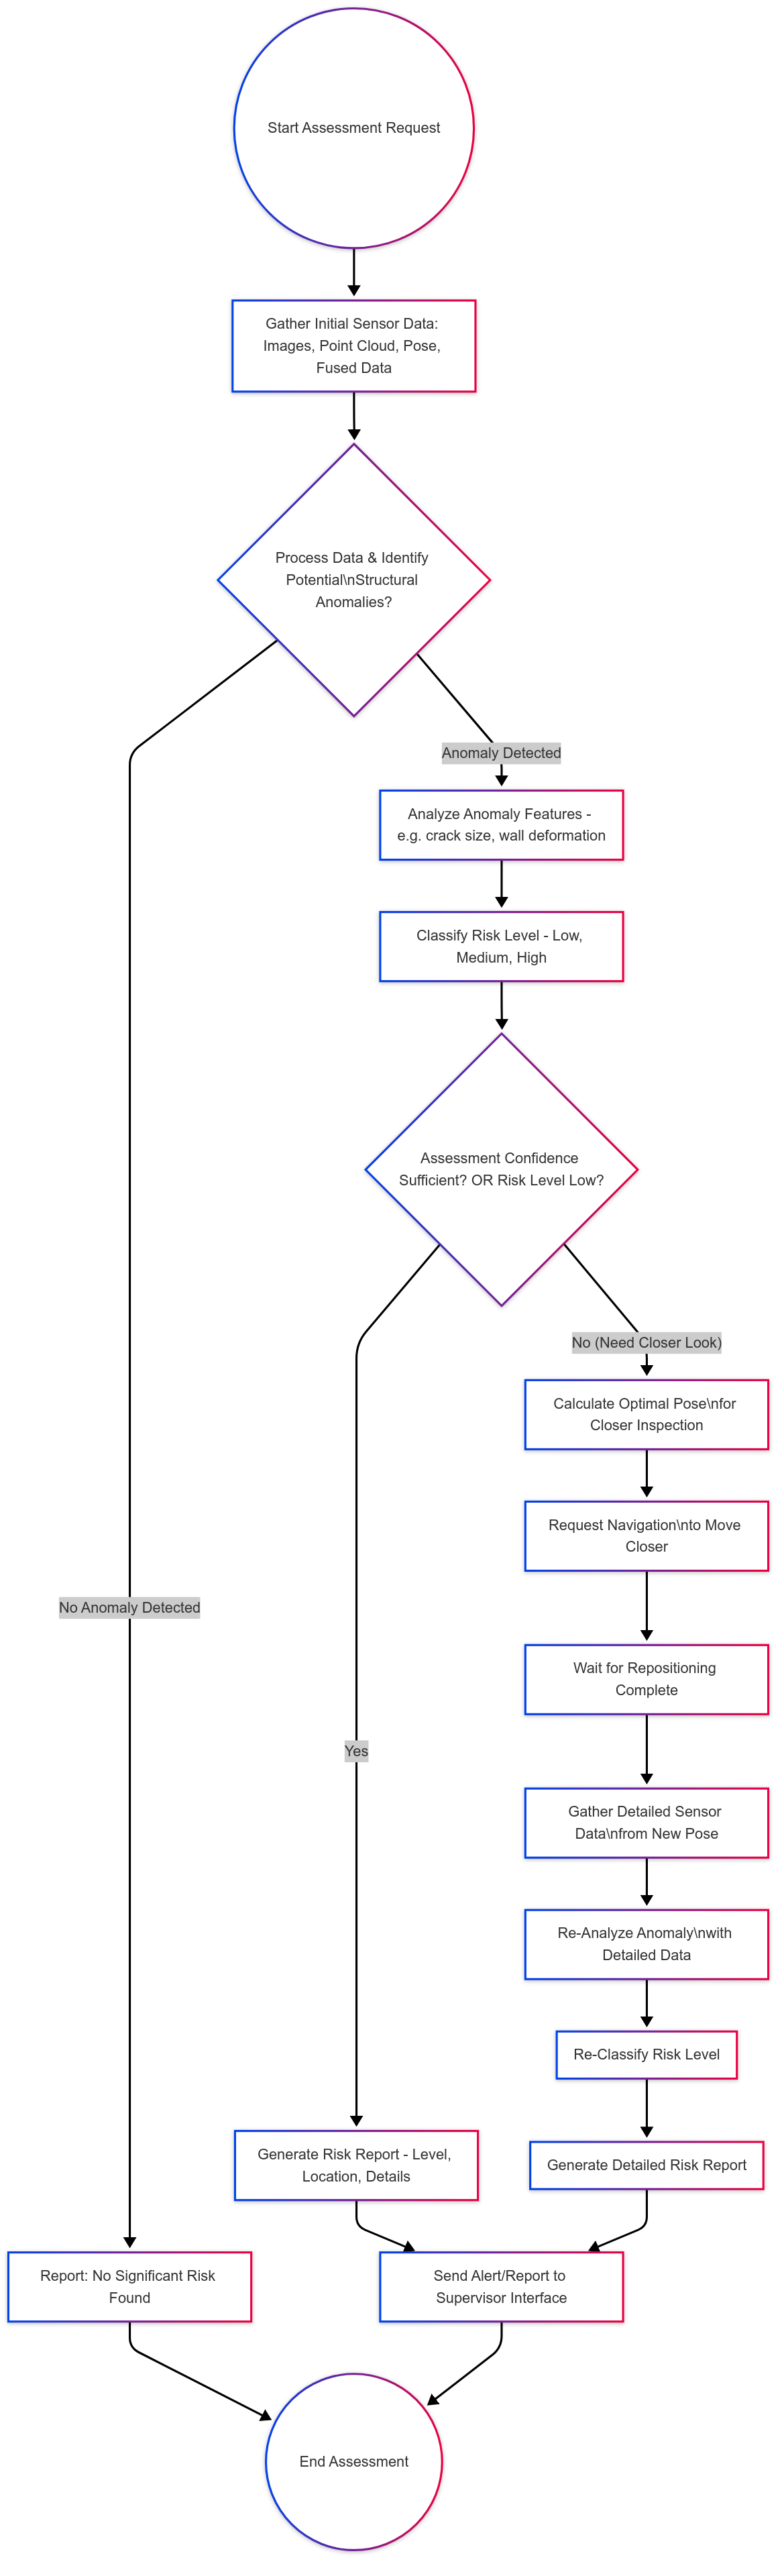 Start Assessment Request
Gather Initial Sensor Data:
Images, Point Cloud, Pose,
Fused Data
Process Data & Identify
Potential\nStructural
Anomalies?
Anomaly Detected
Analyze Anomaly Features -
e.g. crack size, wall deformation
Classify Risk Level - Low,
Medium, High
Assessment Confidence
Sufficient? OR Risk Level Low?
No (Need Closer Look)
Calculate Optimal Pose\nfor
Closer Inspection
Request Navigation\nto Move
Closer
No Anomaly Detected
Wait for Repositioning
Complete
Yes
Gather Detailed Sensor
Data\nfrom New Pose
Re-Analyze Anomaly\nwith
Detailed Data
Re-Classify Risk Level
Generate Risk Report - Level,
Location, Details
Generate Detailed Risk Report
Report: No Significant Risk
Found
Send Alert/Report to
Supervisor Interface
End Assessment